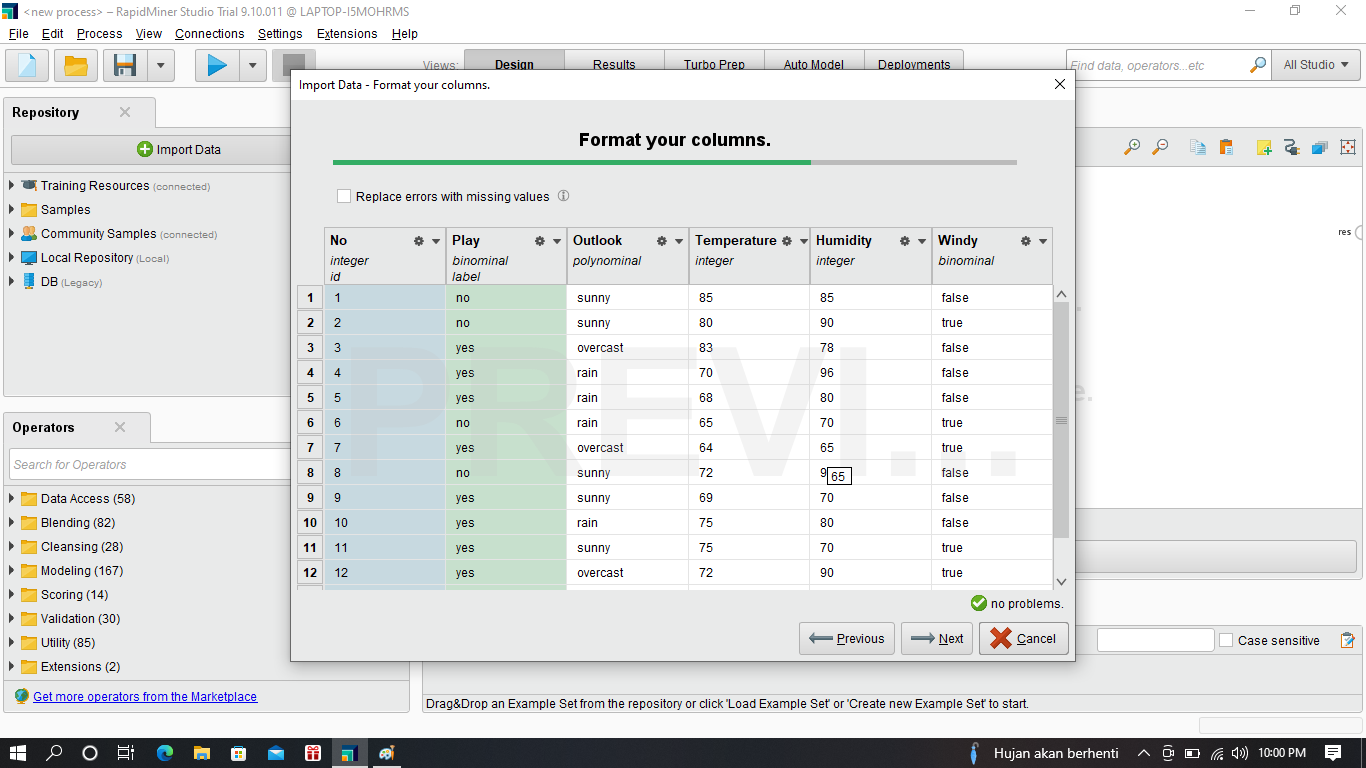 <new process> – RapidMiner Studio Trial 9.10.011 @ LAPTOP-I5MOHRMS
File Edit Process View Connections Settings Extensions Help
Views: Design Results Turbo Prep Auto Model Deployments
Find data, operators...etc
All Studio
Repository
Import Data
Training Resources (connected)
Samples
Community Samples (connected)
Local Repository (Local)
DB (Legacy)
Operators
Search for Operators
Data Access (58)
Blending (82)
Cleansing (28)
Modeling (167)
Scoring (14)
Validation (30)
Utility (85)
Extensions (2)
Get more operators from the Marketplace
Import Data - Format your columns.
Format your columns.
Replace errors with missing values
No Play Outlook Temperature Humidity Windy
integer binominal polynominal integer integer binominal
id label
1 1 no sunny 85 85 false
2 2 no sunny 80 90 true
3 3 yes overcast 83 78 false
4 4 yes rain 70 96 false
5 5 yes rain 68 80 false
6 6 no rain 65 70 true
7 7 yes overcast 64 65 true
8 8 no sunny 72 9 false
65
9 9 yes sunny 69 70 false
10 10 yes rain 75 80 false
11 11 yes sunny 75 70 true
12 12 yes overcast 72 90 true
PREVI...
no problems.
Previous Next Cancel
res
e.
Case sensitive
Drag&Drop an Example Set from the repository or click 'Load Example Set' or 'Create new Example Set' to start.
Hujan akan berhenti
10:00 PM